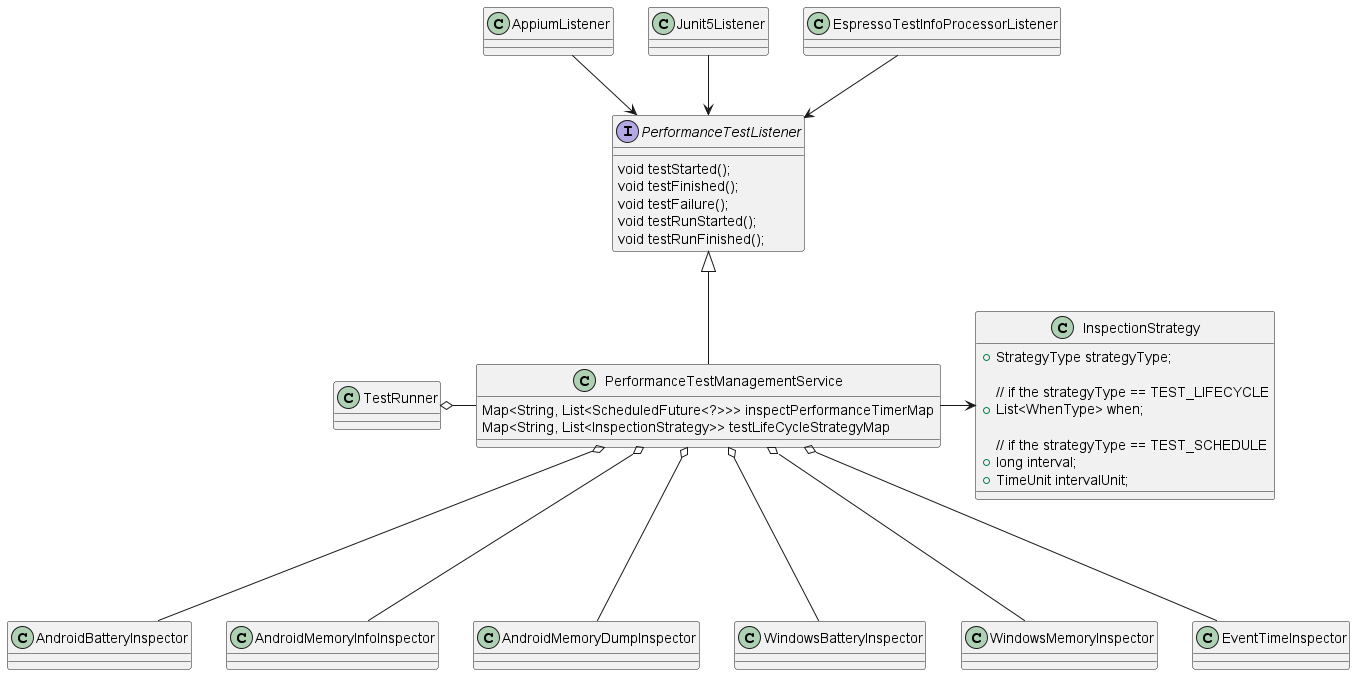 C AppiumListener
C Junit5Listener
C EspressoTestInfoProcessorListener
I PerformanceTestListener
void testStarted();
void testFinished();
void testFailure();
void testRunStarted();
void testRunFinished();
C TestRunner
C PerformanceTestManagementService
Map<String, List<ScheduledFuture<?>>> inspectPerformanceTimerMap
Map<String, List<InspectionStrategy>> testLifeCycleStrategyMap
C InspectionStrategy
StrategyType strategyType;
// if the strategyType == TEST_LIFECYCLE
List<WhenType> when;
// if the strategyType == TEST_SCHEDULE
long interval;
TimeUnit intervalUnit;
C AndroidBatteryInspector
C AndroidMemoryInfoInspector
C AndroidMemoryDumpInspector
C WindowsBatteryInspector
C WindowsMemoryInspector
C EventTimeInspector